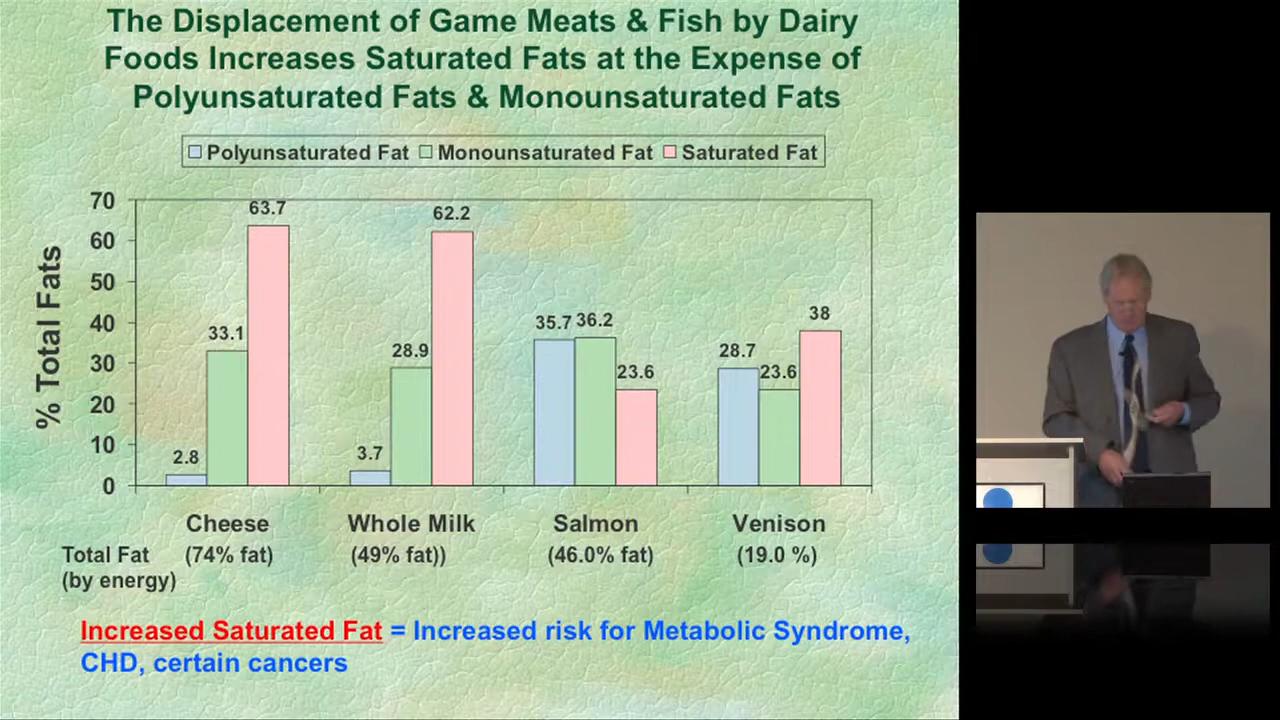 The Displacement of Game Meats & Fish by Dairy
Foods Increases Saturated Fats at the Expense of
Polyunsaturated Fats & Monounsaturated Fats
Polyunsaturated Fat Monounsaturated Fat Saturated Fat
% Total Fats
70
60
50
40
30
20
10
0
2.8 33.1 63.7
3.7 28.9 62.2
35.7 36.2 23.6
28.7 23.6 38
Cheese Whole Milk Salmon Venison
Total Fat (74% fat) (49% fat)) (46.0% fat) (19.0 %)
(by energy)
Increased Saturated Fat = Increased risk for Metabolic Syndrome,
CHD, certain cancers